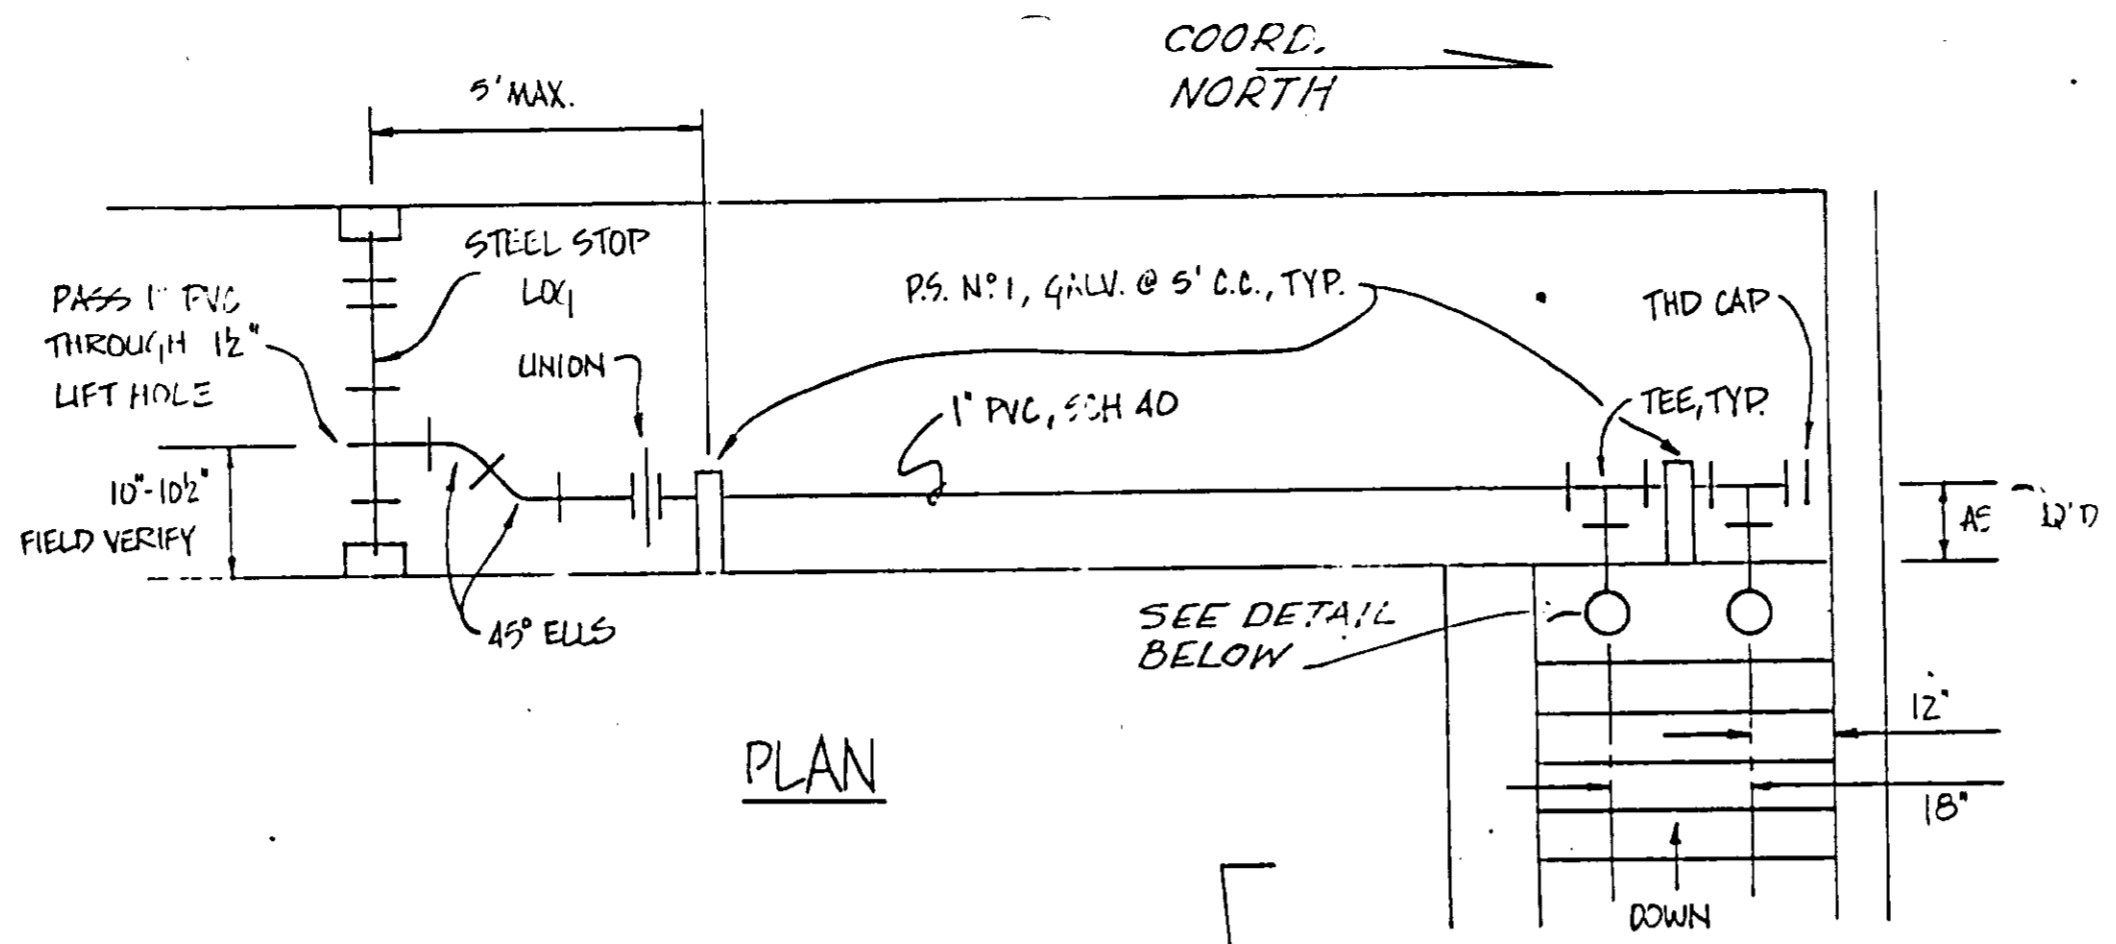 COORD.
NORTH
5' MAX.
STEEL STOP
LOG
PASS 1" PVC
THROUGH 1½"
LIFT HOLE
P.S. Nº 1, GALV. @ 5' C.C., TYP.
THD CAP
UNION
1" PVC, SCH 40
TEE, TYP.
10"-10½"
FIELD VERIFY
45° ELLS
SEE DETAIL
BELOW
12"
18"
PLAN
DOWN